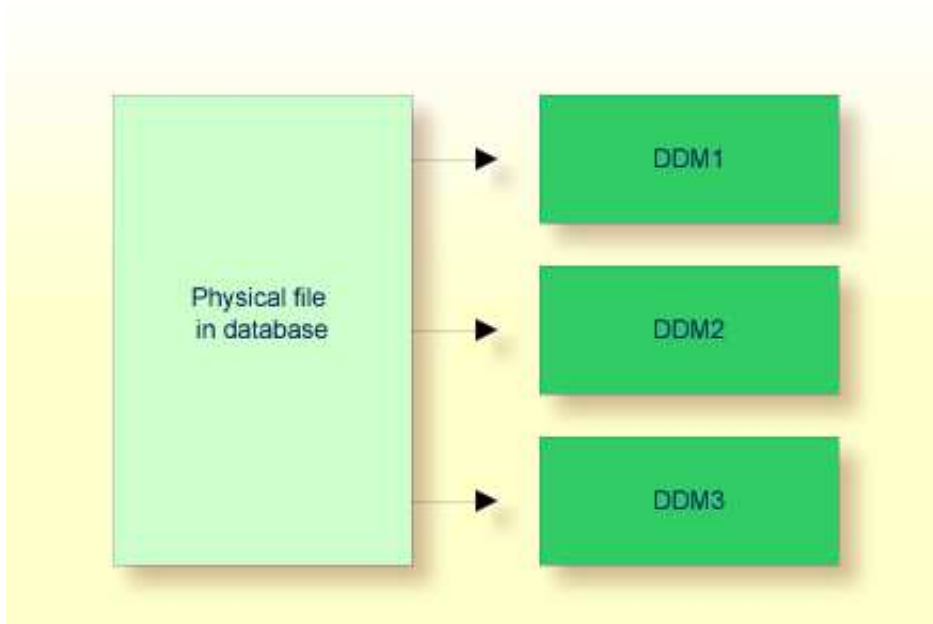 Physical file
in database
DDM1
DDM2
DDM3